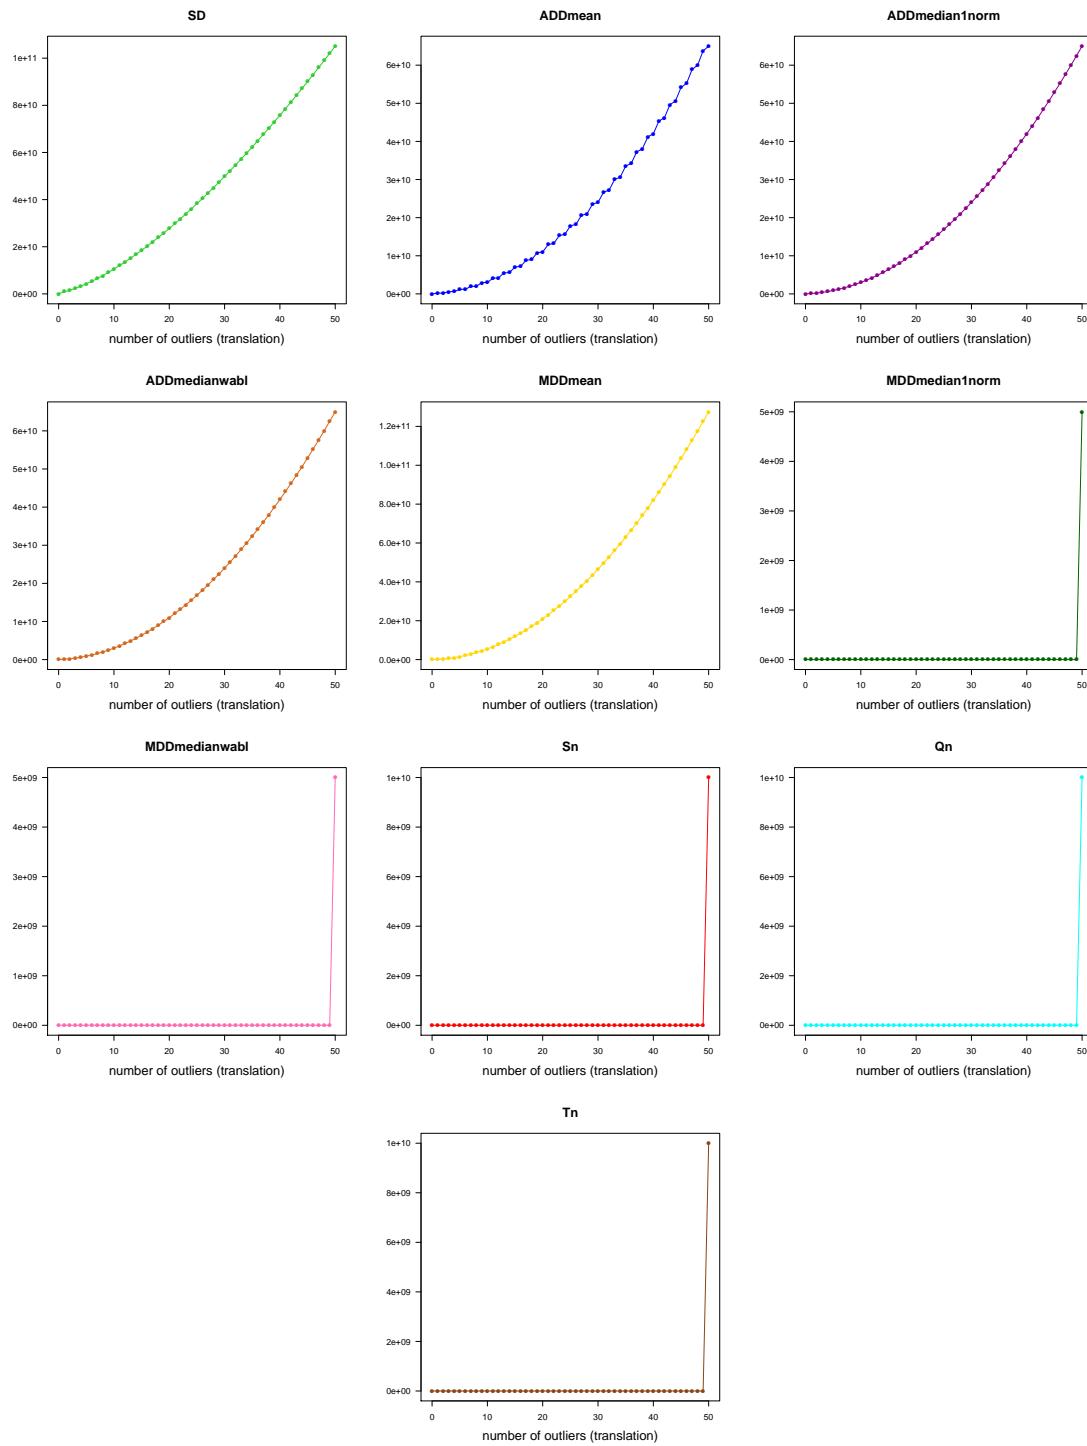 SD
1e+11
8e+10
6e+10
4e+10
2e+10
0e+00
0 10 20 30 40 50
number of outliers (translation)
ADDmean
6e+10
5e+10
4e+10
3e+10
2e+10
1e+10
0e+00
0 10 20 30 40 50
number of outliers (translation)
ADDmedian1norm
6e+10
5e+10
4e+10
3e+10
2e+10
1e+10
0e+00
0 10 20 30 40 50
number of outliers (translation)
ADDmedianwabl
6e+10
5e+10
4e+10
3e+10
2e+10
1e+10
0e+00
0 10 20 30 40 50
number of outliers (translation)
MDDmean
1.2e+11
1.0e+11
8.0e+10
6.0e+10
4.0e+10
2.0e+10
0.0e+00
0 10 20 30 40 50
number of outliers (translation)
MDDmedian1norm
5e+09
4e+09
3e+09
2e+09
1e+09
0e+00
0 10 20 30 40 50
number of outliers (translation)
MDDmedianwabl
5e+09
4e+09
3e+09
2e+09
1e+09
0e+00
0 10 20 30 40 50
number of outliers (translation)
Sn
1e+10
8e+09
6e+09
4e+09
2e+09
0e+00
0 10 20 30 40 50
number of outliers (translation)
Qn
1e+10
8e+09
6e+09
4e+09
2e+09
0e+00
0 10 20 30 40 50
number of outliers (translation)
Tn
1e+10
8e+09
6e+09
4e+09
2e+09
0e+00
0 10 20 30 40 50
number of outliers (translation)